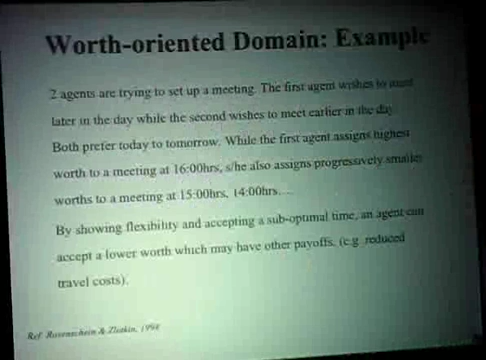 Worth-oriented Domain: Example
2 agents are trying to set up a meeting. The first agent wishes to meet
later in the day while the second wishes to meet earlier in the day.
Both prefer today to tomorrow. While the first agent assigns highest
worth to a meeting at 16:00hrs, s/he also assigns progressively smaller
worths to a meeting at 15:00hrs, 14:00hrs....
By showing flexibility and accepting a sub-optimal time, an agent can
accept a lower worth which may have other payoffs, (e.g. reduced
travel costs).
Ref: Rosenschein & Zlotkin, 1994